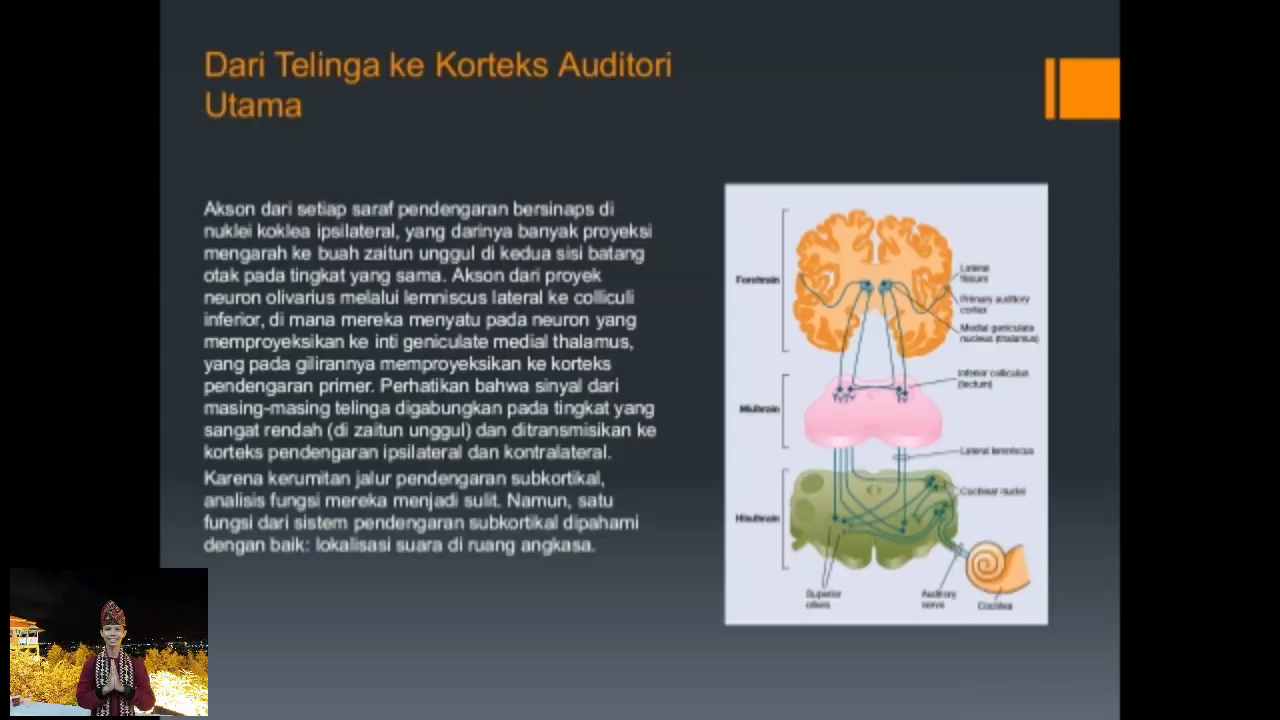 Dari Telinga ke Korteks Auditori
Utama
Akson dari setiap saraf pendengaran bersinaps di
nuklei koklea ipsilateral, yang darinya banyak proyeksi
mengarah ke buah zaitun unggul di kedua sisi batang
otak pada tingkat yang sama. Akson dari proyek
neuron olivarius melalui lemniscus lateral ke colliculi
inferior, di mana mereka menyatu pada neuron yang
memproyeksikan ke inti geniculate medial thalamus,
yang pada gilirannya memproyeksikan ke korteks
pendengaran primer. Perhatikan bahwa sinyal dari
masing-masing telinga digabungkan pada tingkat yang
sangat rendah (di zaitun unggul) dan ditransmisikan ke
korteks pendengaran ipsilateral dan kontralateral.
Karena kerumitan jalur pendengaran subkortikal,
analisis fungsi mereka menjadi sulit. Namun, satu
fungsi dari sistem pendengaran subkortikal dipahami
dengan baik: lokalisasi suara di ruang angkasa.
Forebrain
Lateral
fissure
Primary auditory
cortex
Medial geniculate
nucleus (thalamus)
Inferior colliculus
(tectum)
Midbrain
Lateral lemniscus
Cochlear nuclei
Hindbrain
Superior
olives
Auditory
nerve
Cochlea